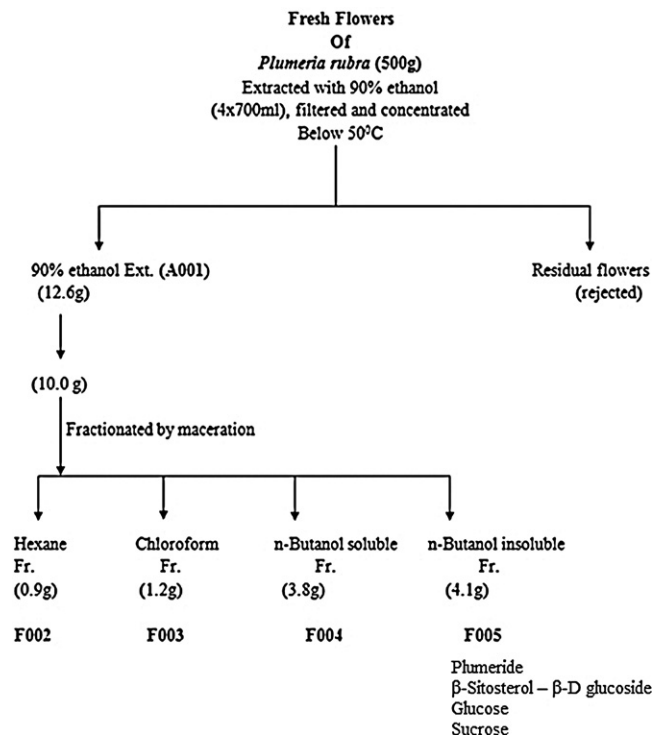 Fresh Flowers
Of
Plumeria rubra (500g)
Extracted with 90% ethanol
(4x700ml), filtered and concentrated
Below 50⁰C
90% ethanol Ext. (A001)
(12.6g)
Residual flowers
(rejected)
(10.0 g)
Fractionated by maceration
Hexane
Fr.
(0.9g)
F002
Chloroform
Fr.
(1.2g)
F003
n-Butanol soluble
Fr.
(3.8g)
F004
n-Butanol insoluble
Fr.
(4.1g)
F005
Plumeride
β-Sitosterol – β-D glucoside
Glucose
Sucrose